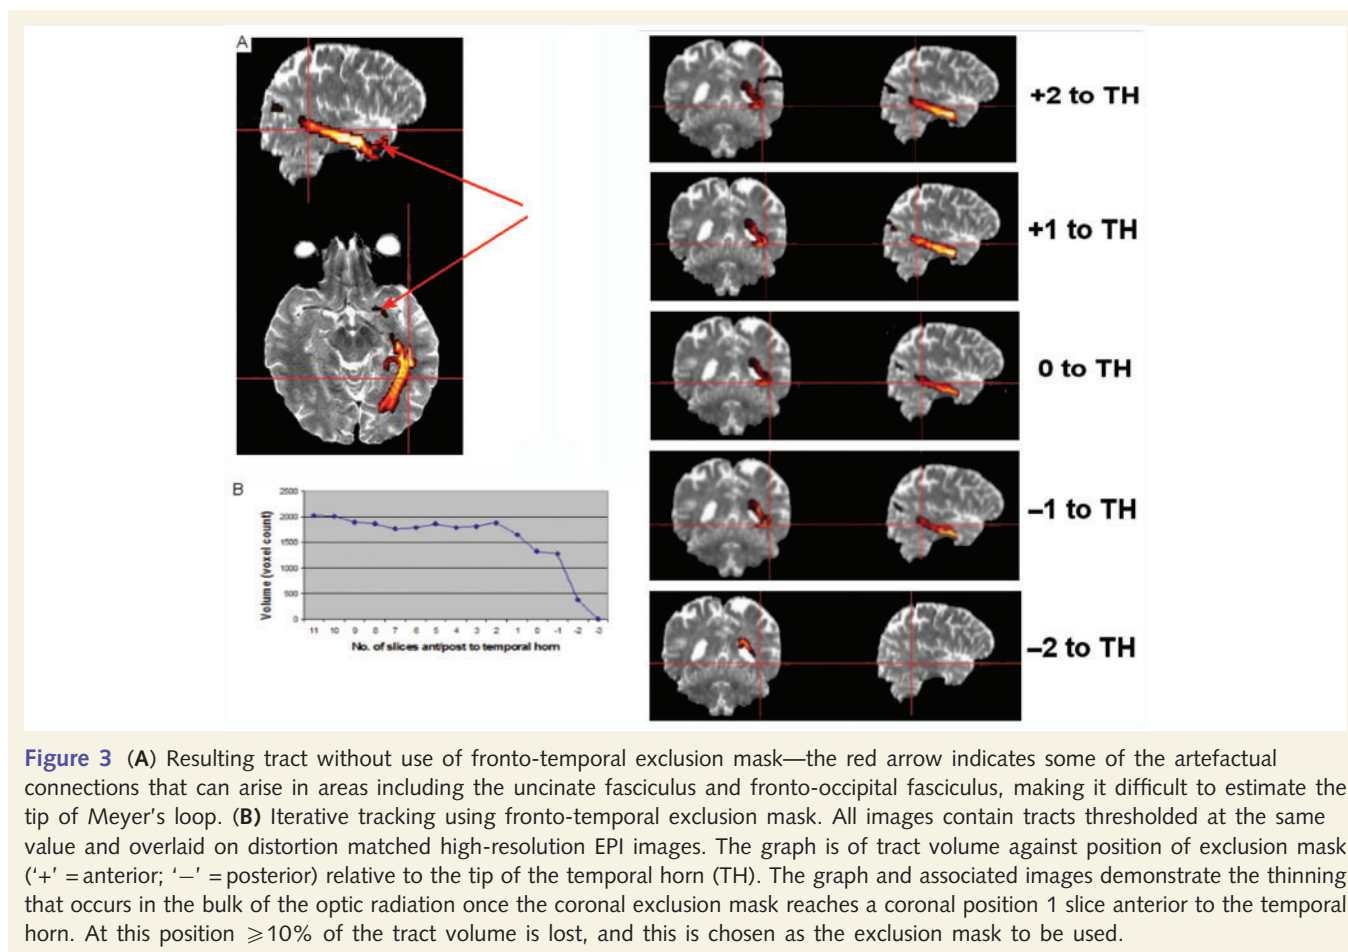 A
+2 to TH
+1 to TH
0 to TH
−1 to TH
−2 to TH
B
2500
2000
1500
1000
500
0
Volume (voxel count)
11 10 9 8 7 6 5 4 3 2 1 0 -1 -2 -3
No. of slices ant/post to temporal horn
Figure 3 (A) Resulting tract without use of fronto-temporal exclusion mask—the red arrow indicates some of the artefactual
connections that can arise in areas including the uncinate fasciculus and fronto-occipital fasciculus, making it difficult to estimate the
tip of Meyer's loop. (B) Iterative tracking using fronto-temporal exclusion mask. All images contain tracts thresholded at the same
value and overlaid on distortion matched high-resolution EPI images. The graph is of tract volume against position of exclusion mask
('+' = anterior; '−' = posterior) relative to the tip of the temporal horn (TH). The graph and associated images demonstrate the thinning
that occurs in the bulk of the optic radiation once the coronal exclusion mask reaches a coronal position 1 slice anterior to the temporal
horn. At this position ⩾10% of the tract volume is lost, and this is chosen as the exclusion mask to be used.